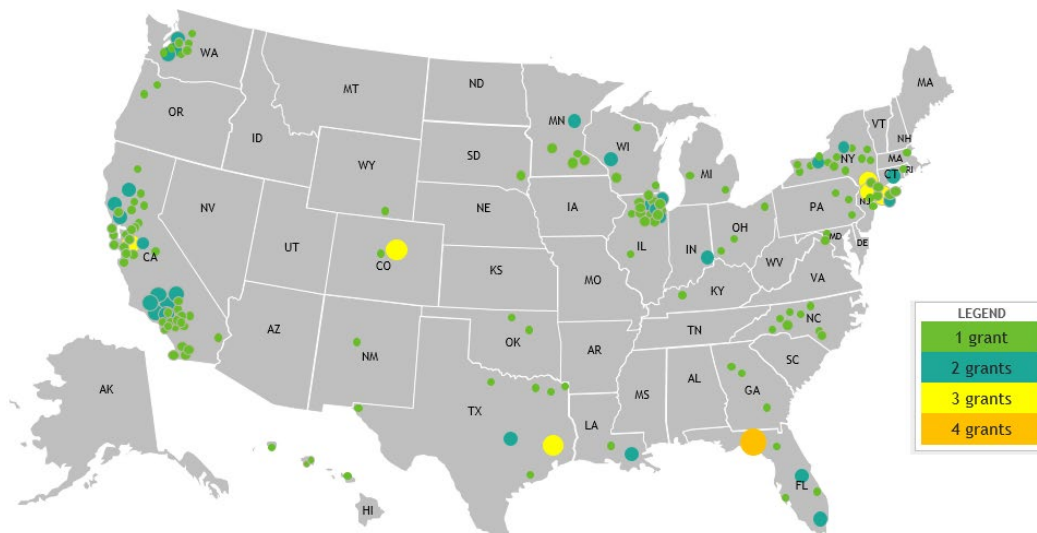 WA
MT
ND
MA
OR
ID
MN
VT
NH
WI
NY
MA
SD
WY
MI
CT
RI
NE
IA
PA
NJ
NV
OH
IL
IN
MD
DE
UT
CO
WV
CA
KS
MO
KY
VA
NC
TN
AZ
NM
OK
AR
SC
AK
MS
AL
GA
TX
LA
FL
HI
LEGEND
1 grant
2 grants
3 grants
4 grants